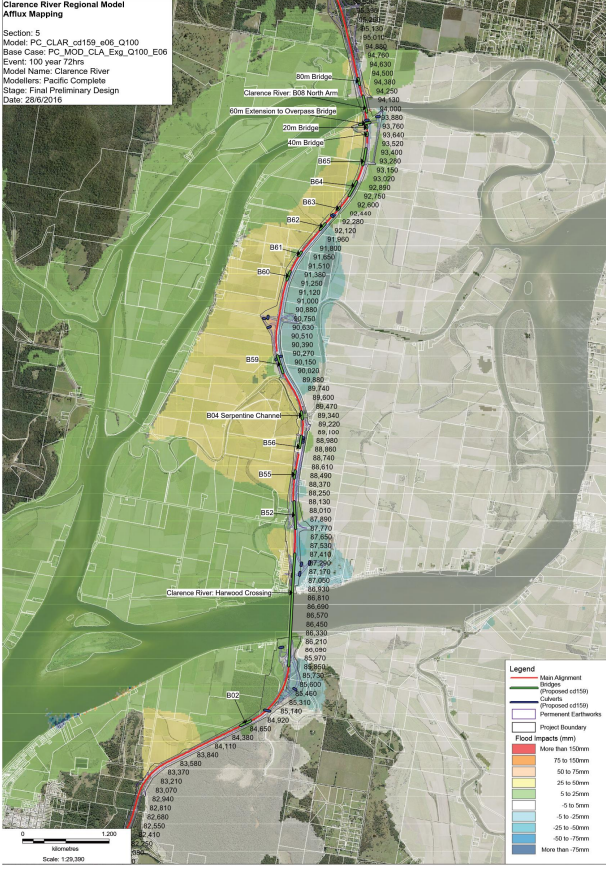 Clarence River Regional Model
Afflux Mapping
Section: 5
Model: PC_CLAR_cd159_e06_Q100
Base Case: PC_MOD_CLA_Exg_Q100_E06
Event: 100 year 72hrs
Model Name: Clarence River
Modellers: Pacific Complete
Stage: Final Preliminary Design
Date: 28/6/2016
95,130
95,010
94,880
94,760
94,630
80m Bridge
94,500
94,380
Clarence River: B08 North Arm
94,250
94,130
60m Extension to Overpass Bridge
94,000
93,880
20m Bridge
93,760
93,640
40m Bridge
93,520
93,400
B65
93,280
93,150
93,020
B64
92,890
92,750
B63
92,600
92,440
B62
92,280
92,120
91,960
B61
91,800
91,650
91,510
B60
91,380
91,250
91,120
91,000
90,880
90,750
90,630
90,510
90,390
B59
90,270
90,150
90,020
89,880
89,740
89,600
89,470
B04 Serpentine Channel
89,340
89,220
89,100
B56
88,980
88,860
88,740
88,610
B55
88,490
88,370
88,250
88,130
B52
88,010
87,890
87,770
87,650
87,530
87,410
87,290
87,170
87,050
Clarence River: Harwood Crossing
86,930
86,810
86,690
86,570
86,450
86,330
86,210
86,090
85,970
85,850
85,730
85,600
85,460
85,310
85,140
B02
84,920
84,650
84,380
84,110
83,840
83,580
83,370
83,210
83,070
82,940
82,810
82,680
82,550
82,410
Legend
Main Alignment
Bridges
(Proposed cd159)
Culverts
(Proposed cd159)
Permenent Earthworks
Project Boundary
Flood Impacts (mm)
More than 150mm
75 to 150mm
50 to 75mm
25 to 50mm
5 to 25mm
-5 to 5mm
-5 to -25mm
-25 to -50mm
-50 to -75mm
More than -75mm
0 1,200
kilometres
Scale: 1:29,390